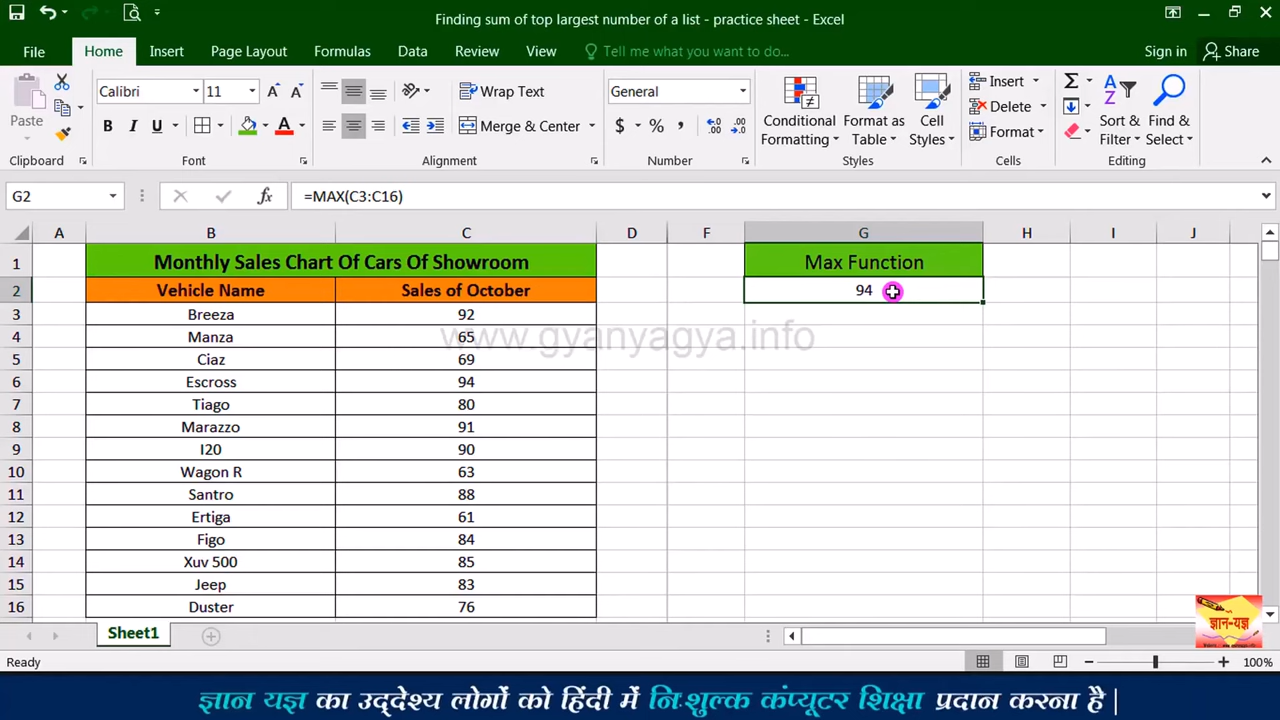 Finding sum of top largest number of a list - practice sheet - Excel
File Home Insert Page Layout Formulas Data Review View Tell me what you want to do... Sign in Share
Calibri 11 Wrap Text General Insert
Paste B I U Merge & Center $ % , Conditional Formatting Format as Table Cell Styles Delete Format Sort & Filter Find & Select
Clipboard Font Alignment Number Styles Cells Editing
G2 fx =MAX(C3:C16)
A B C D F G H I J
1 Monthly Sales Chart Of Cars Of Showroom Max Function
2 Vehicle Name Sales of October 94
3 Breeza 92
www.gyanyagya.info
4 Manza 65
5 Ciaz 69
6 Escross 94
7 Tiago 80
8 Marazzo 91
9 I20 90
10 Wagon R 63
11 Santro 88
12 Ertiga 61
13 Figo 84
14 Xuv 500 85
15 Jeep 83
16 Duster 76
ज्ञान-यज्ञ
Sheet1
Ready 100%
ज्ञान यज्ञ का उद्देश्य लोगों को हिंदी में निःशुल्क कंप्यूटर शिक्षा प्रदान करना है |